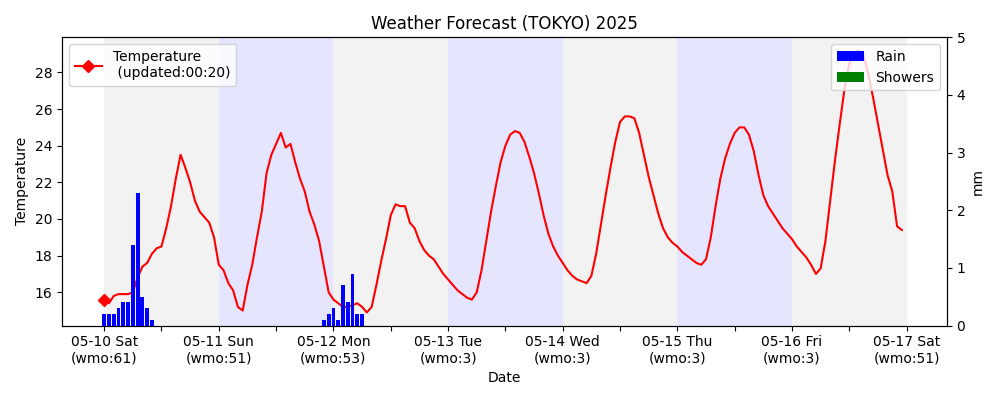 Weather Forecast (TOKYO) 2025
Temperature
(updated:00:20)
Rain
Showers
Temperature
28
26
24
22
20
18
16
5
4
3
2
1
0
mm
05-10 Sat
(wmo:61)
05-11 Sun
(wmo:51)
05-12 Mon
(wmo:53)
05-13 Tue
(wmo:3)
05-14 Wed
(wmo:3)
05-15 Thu
(wmo:3)
05-16 Fri
(wmo:3)
05-17 Sat
(wmo:51)
Date